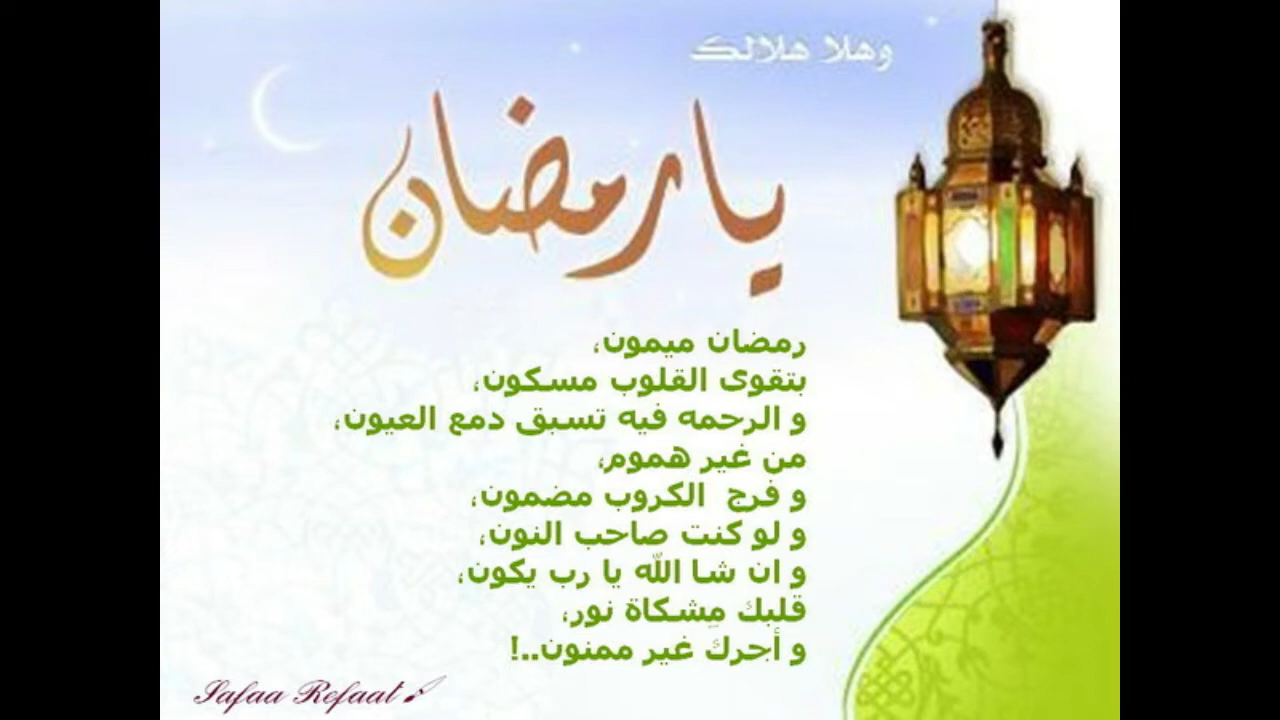 وهلا هلالك
يا رمضان
رمضان ميمون،
بتقوى القلوب مسكون،
و الرحمه فيه تسبق دمع العيون،
من غير هموم،
و فرج الكروب مضمون،
و لو كنت صاحب النون،
و ان شا الله يا رب يكون،
قلبك مِشكاة نور،
و أجركَ غير ممنون..!
Safaa Refaat